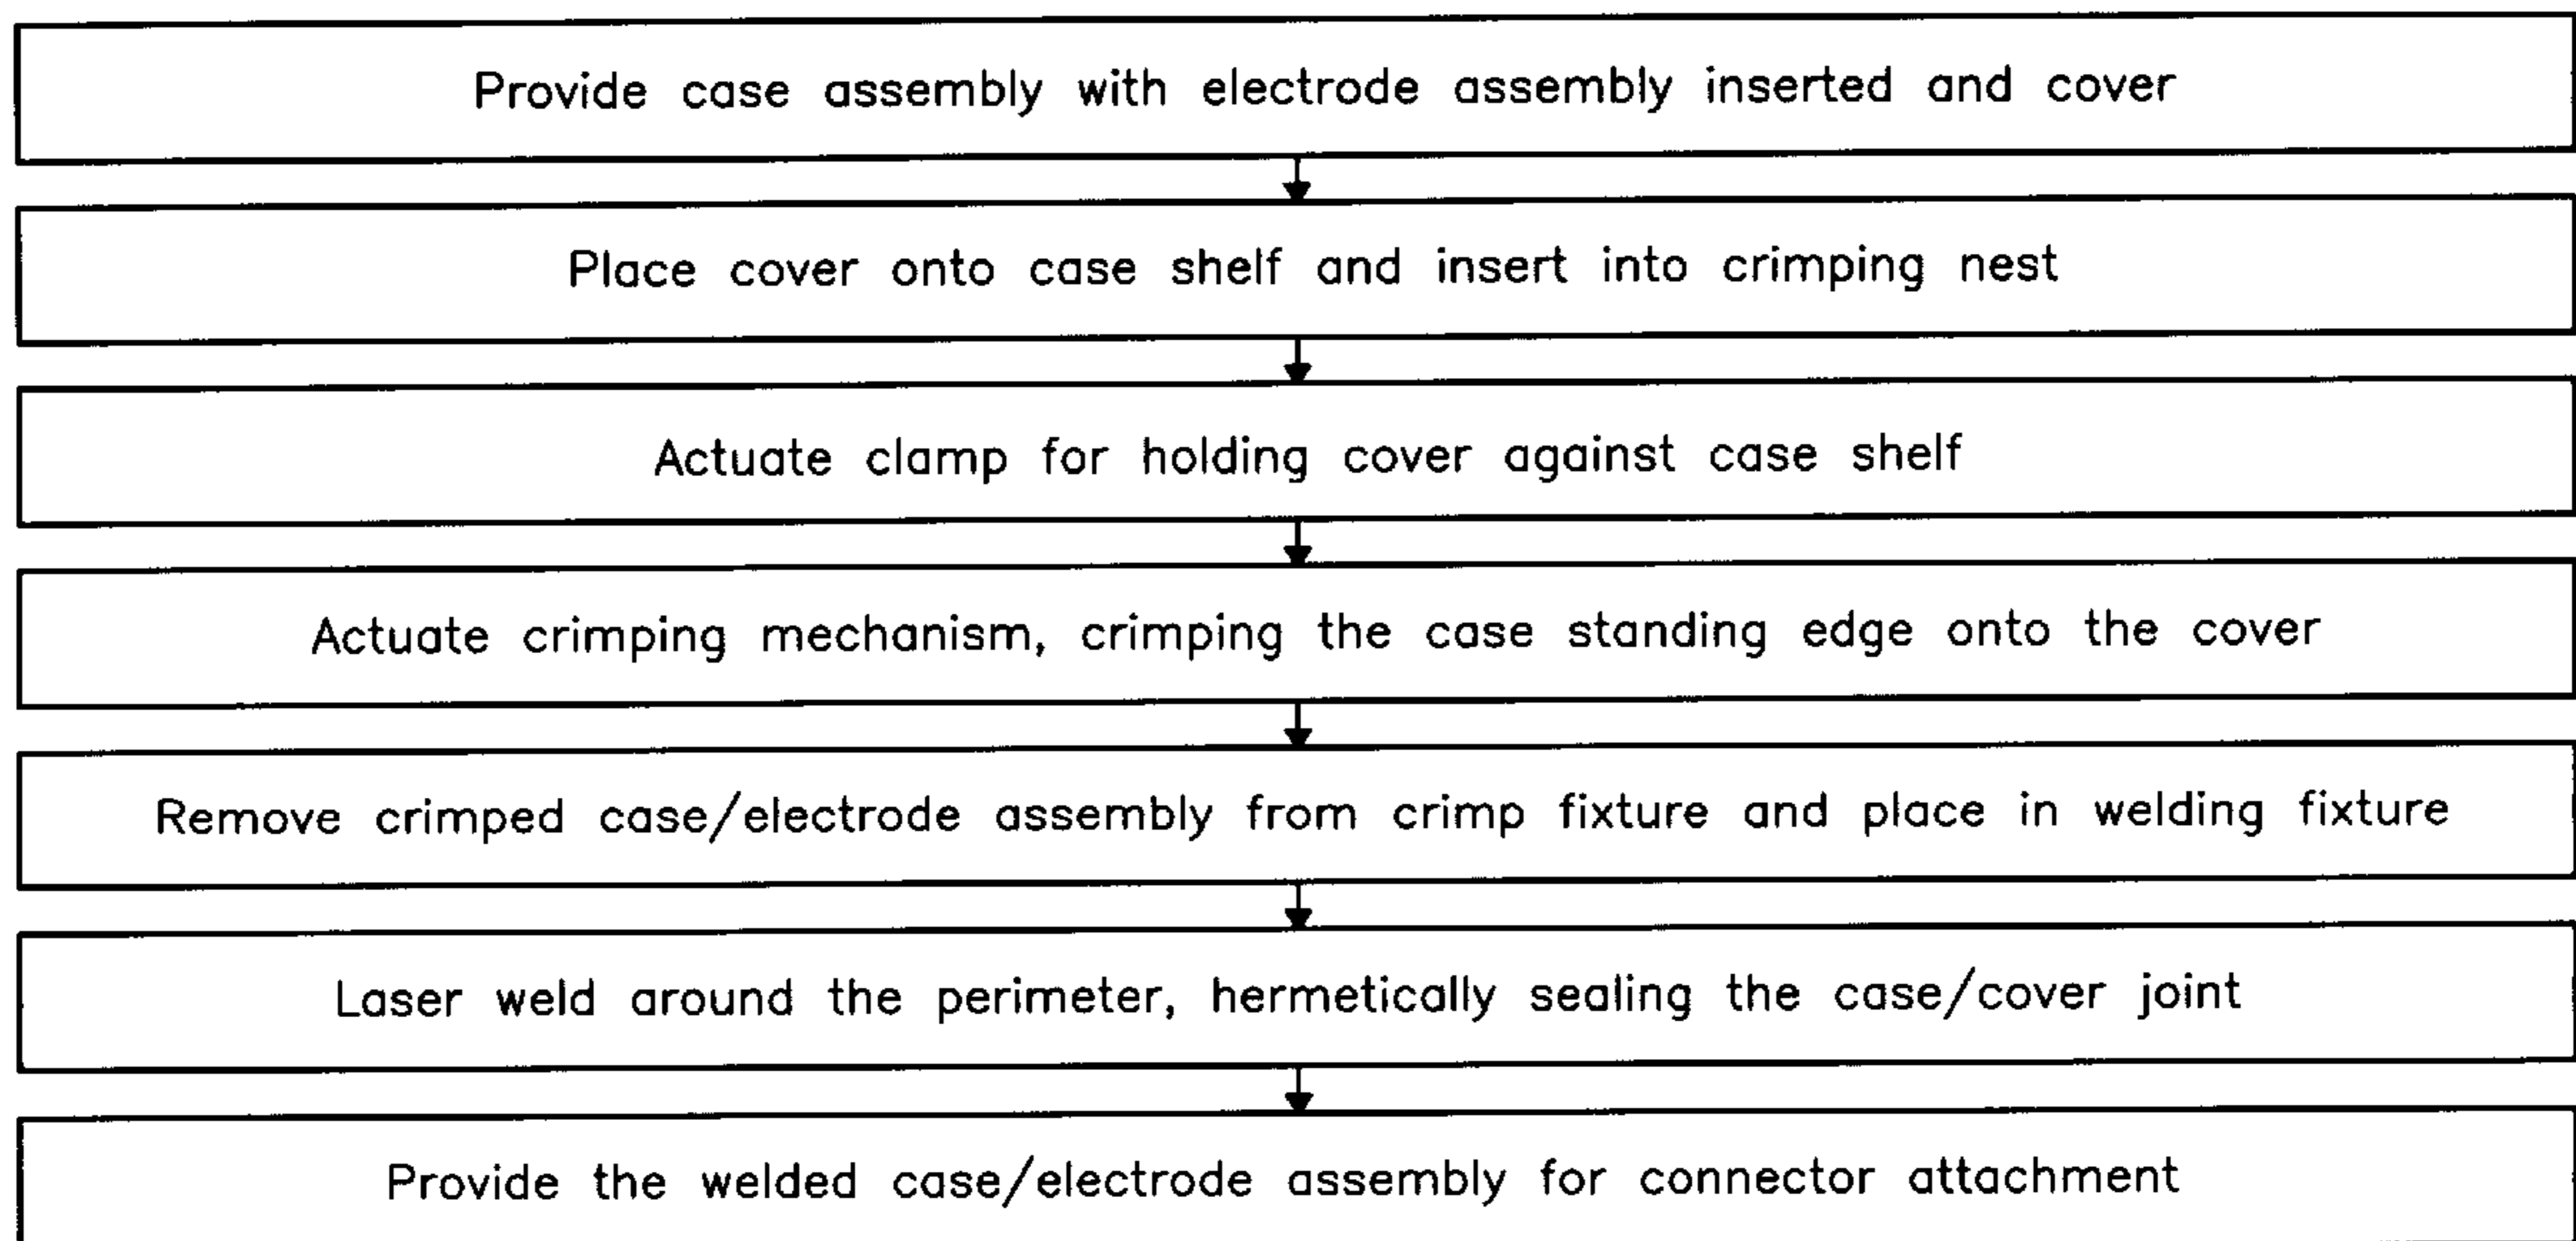 Provide case assembly with electrode assembly inserted and cover
Place cover onto case shelf and insert into crimping nest
Actuate clamp for holding cover against case shelf
Actuate crimping mechanism, crimping the case standing edge onto the cover
Remove crimped case/electrode assembly from crimp fixture and place in welding fixture
Laser weld around the perimeter, hermetically sealing the case/cover joint
Provide the welded case/electrode assembly for connector attachment